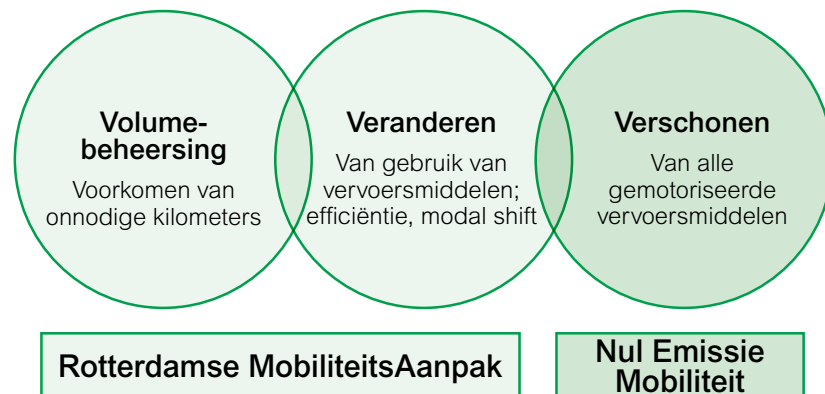 Volume-
beheersing
Voorkomen van
onnodige kilometers
Veranderen
Van gebruik van
vervoersmiddelen;
efficiëntie, modal shift
Verschonen
Van alle
gemotoriseerde
vervoersmiddelen
Rotterdamse MobiliteitsAanpak
Nul Emissie
Mobiliteit